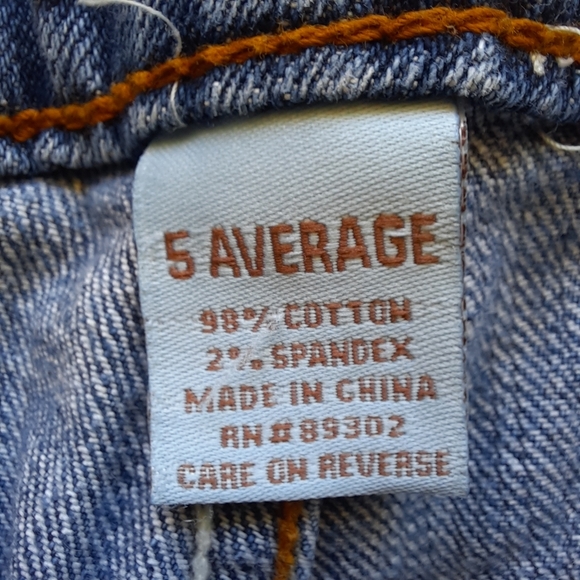 5 AVERAGE
98% COTTON
2% SPANDEX
MADE IN CHINA
RN#89302
CARE ON REVERSE